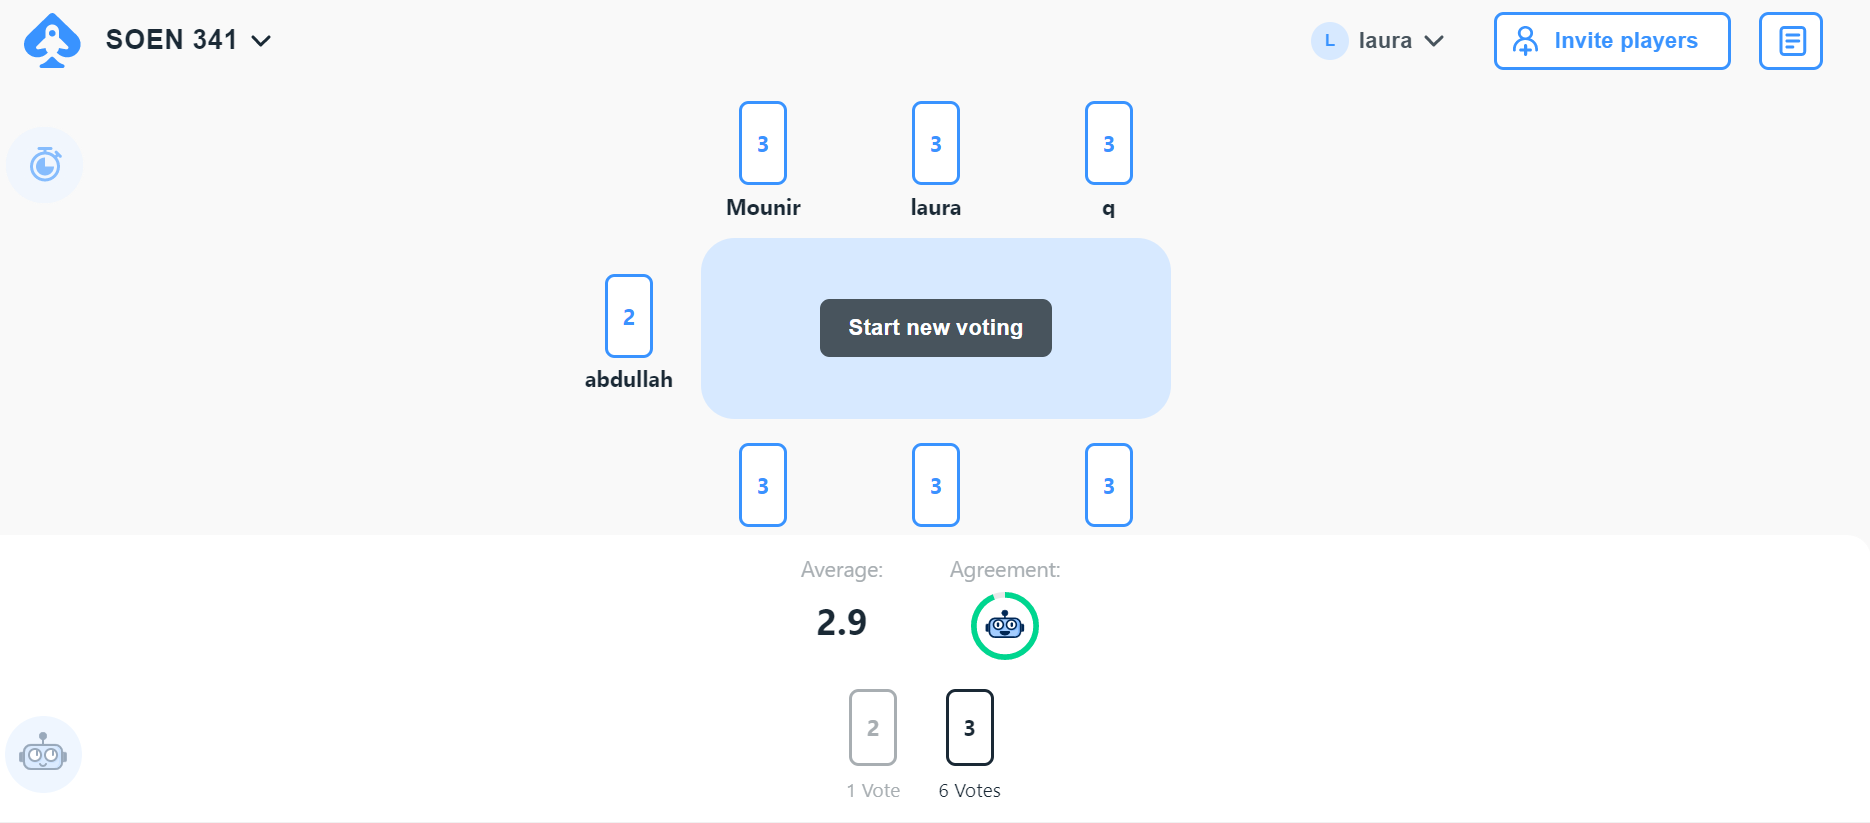 SOEN 341
L laura
Invite players
3 3 3
Mounir laura q
2
abdullah
Start new voting
3 3 3
Average: Agreement:
2.9
2 3
1 Vote 6 Votes